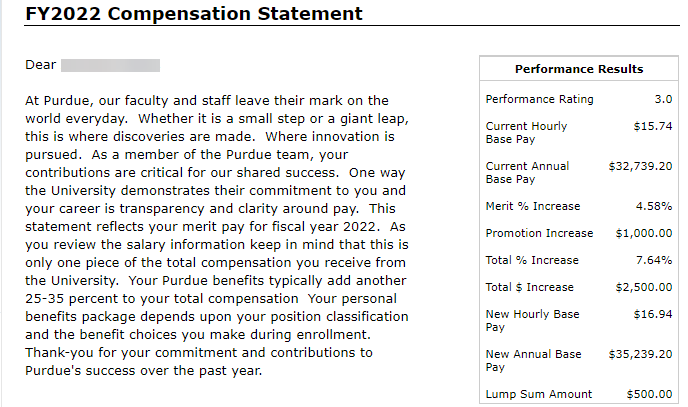 FY2022 Compensation Statement
Dear
At Purdue, our faculty and staff leave their mark on the
world everyday.  Whether it is a small step or a giant leap,
this is where discoveries are made.  Where innovation is
pursued.  As a member of the Purdue team, your
contributions are critical for our shared success.  One way
the University demonstrates their commitment to you and
your career is transparency and clarity around pay.  This
statement reflects your merit pay for fiscal year 2022.  As
you review the salary information keep in mind that this is
only one piece of the total compensation you receive from
the University.  Your Purdue benefits typically add another
25-35 percent to your total compensation  Your personal
benefits package depends upon your position classification
and the benefit choices you make during enrollment.
Thank-you for your commitment and contributions to
Purdue's success over the past year.
Performance Results
Performance Rating 3.0
Current Hourly $15.74
Base Pay
Current Annual $32,739.20
Base Pay
Merit % Increase 4.58%
Promotion Increase $1,000.00
Total % Increase 7.64%
Total $ Increase $2,500.00
New Hourly Base $16.94
Pay
New Annual Base $35,239.20
Pay
Lump Sum Amount $500.00